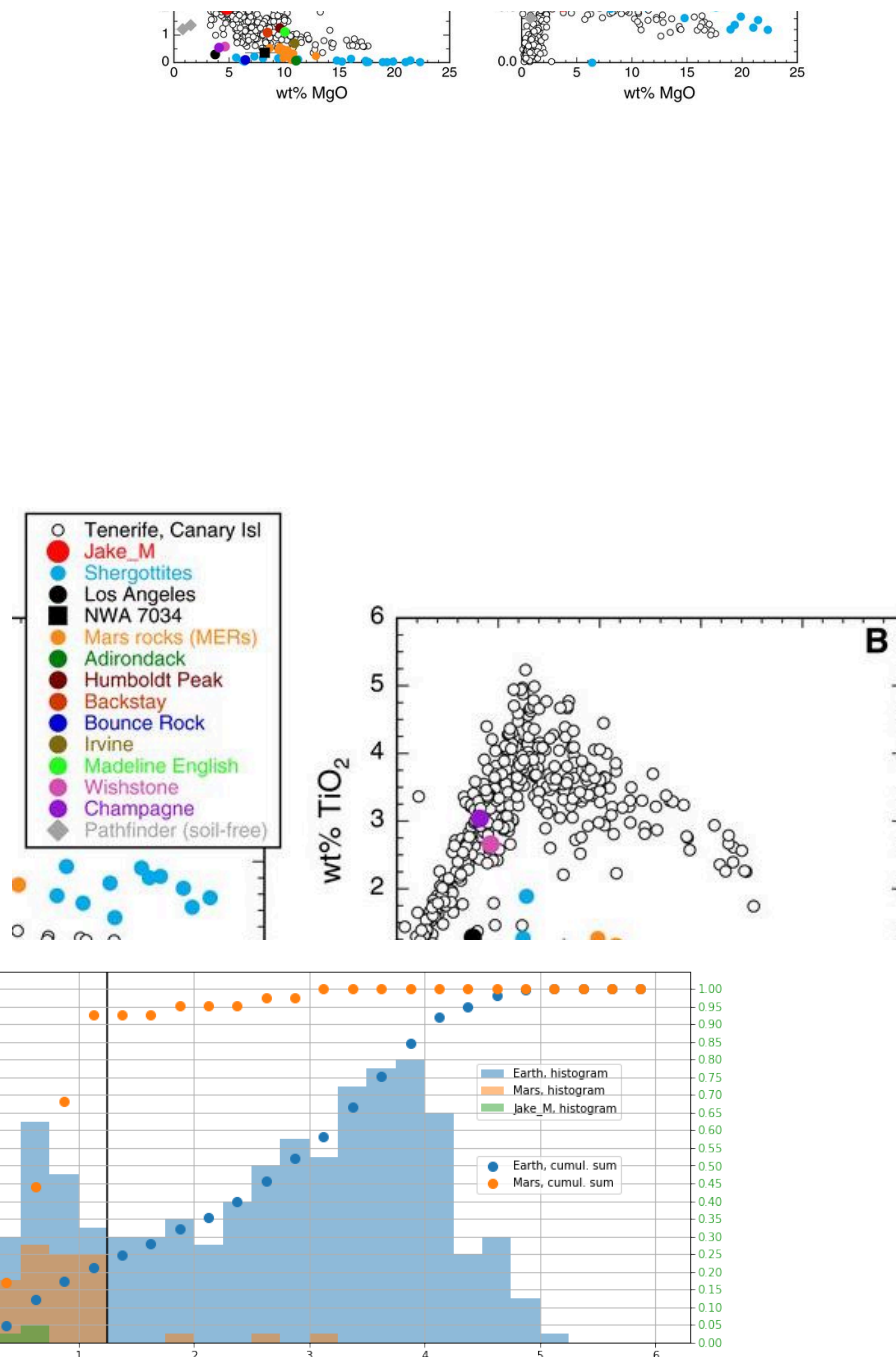 1
0
0 5 10 15 20 25
wt% MgO
0.0
0 5 10 15 20 25
wt% MgO
Tenerife, Canary Isl
Jake_M
Shergottites
Los Angeles
NWA 7034
Mars rocks (MERs)
Adirondack
Humboldt Peak
Backstay
Bounce Rock
Irvine
Madeline English
Wishstone
Champagne
Pathfinder (soil-free)
B
wt% TiO₂
6
5
4
3
2
1.00
0.95
0.90
0.85
0.80
0.75
0.70
0.65
0.60
0.55
0.50
0.45
0.40
0.35
0.30
0.25
0.20
0.15
0.10
0.05
0.00
Earth, histogram
Mars, histogram
Jake_M, histogram
Earth, cumul. sum
Mars, cumul. sum
1 2 3 4 5 6